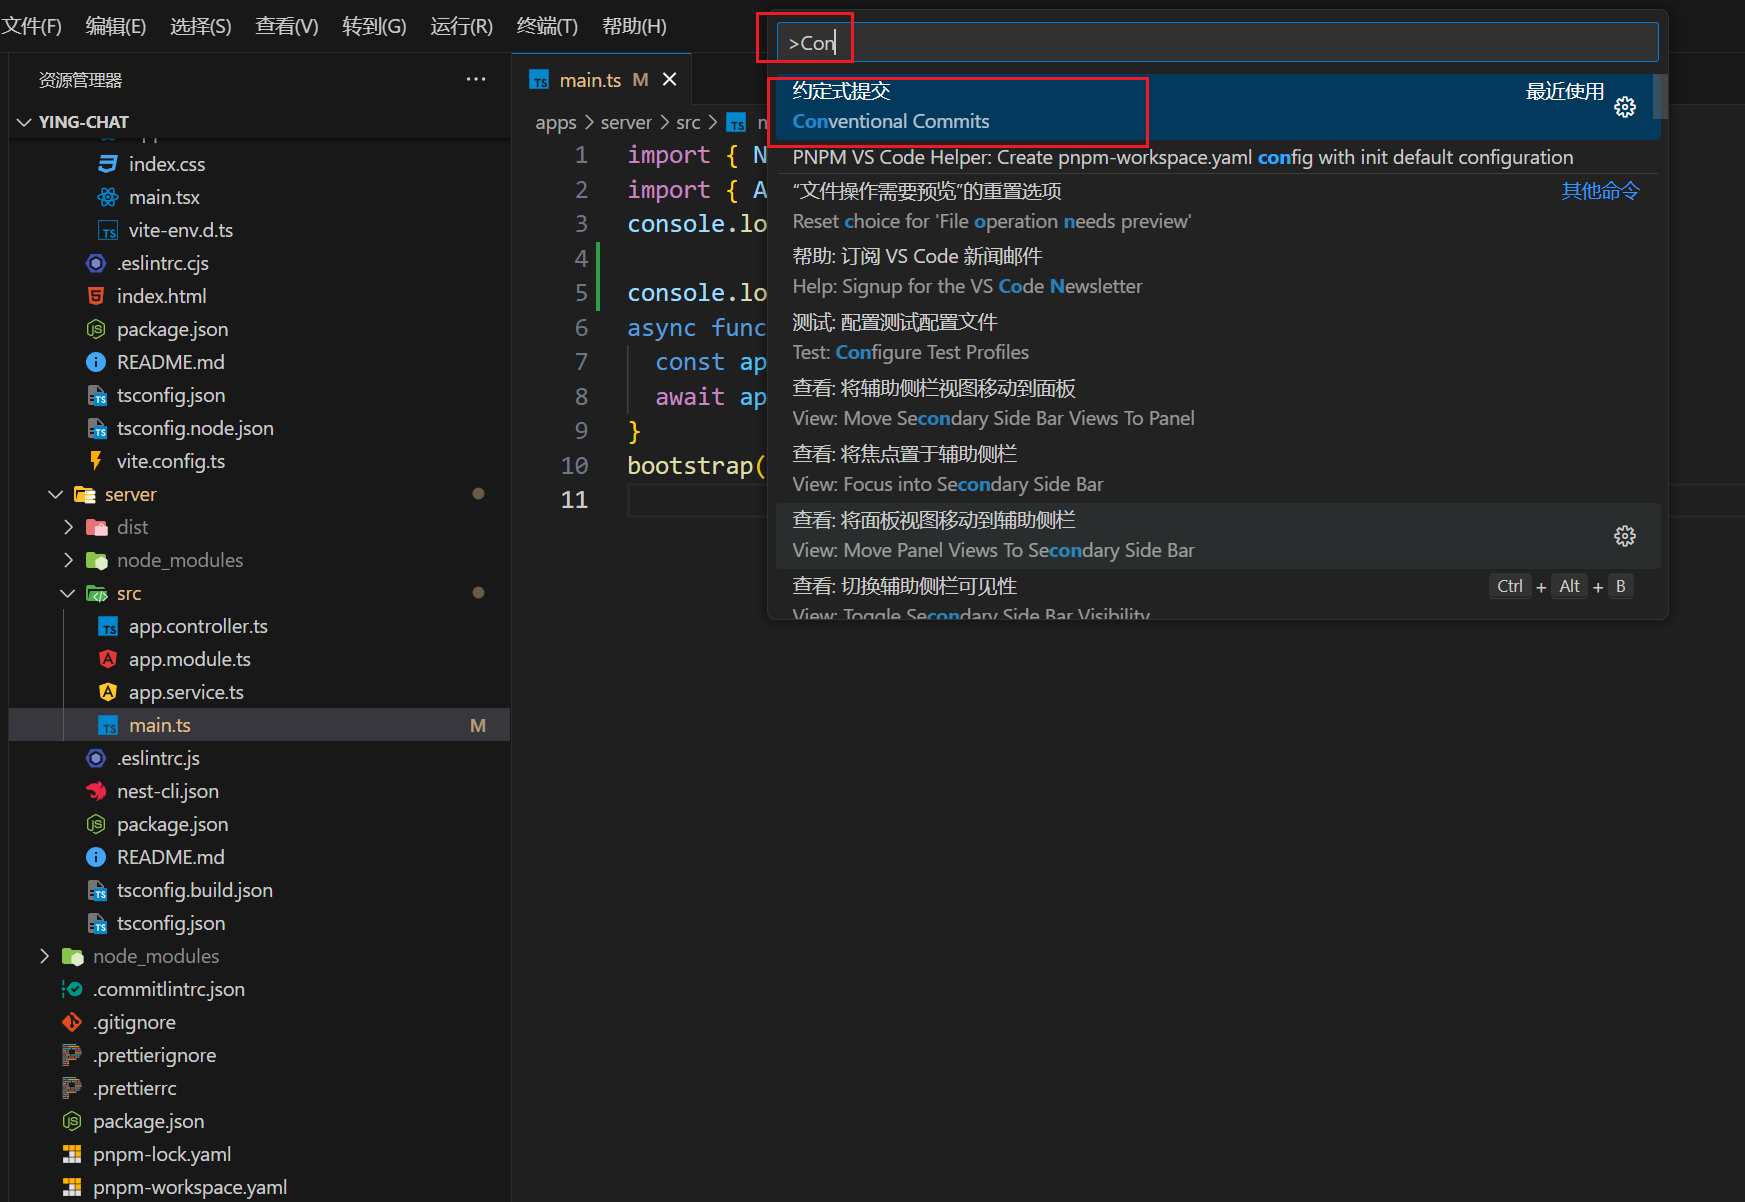 文件(F) 编辑(E) 选择(S) 查看(V) 转到(G) 运行(R) 终端(T) 帮助(H)
资源管理器 ···
YING-CHAT
index.css
main.tsx
vite-env.d.ts
.eslintrc.cjs
index.html
package.json
README.md
tsconfig.json
tsconfig.node.json
vite.config.ts
server
dist
node_modules
src
app.controller.ts
app.module.ts
app.service.ts
main.ts M
.eslintrc.js
nest-cli.json
package.json
README.md
tsconfig.build.json
tsconfig.json
node_modules
.commitlintrc.json
.gitignore
.prettierignore
.prettierrc
package.json
pnpm-lock.yaml
pnpm-workspace.yaml
main.ts M
apps > server > src > m
1 import { N
2 import { A
3 console.lo
4
5 console.lo
6 async func
7 const ap
8 await ap
9 }
10 bootstrap(
11
>Con
约定式提交 最近使用
Conventional Commits
PNPM VS Code Helper: Create pnpm-workspace.yaml config with init default configuration
“文件操作需要预览”的重置选项 其他命令
Reset choice for 'File operation needs preview'
帮助: 订阅 VS Code 新闻邮件
Help: Signup for the VS Code Newsletter
测试: 配置测试配置文件
Test: Configure Test Profiles
查看: 将辅助侧栏视图移动到面板
View: Move Secondary Side Bar Views To Panel
查看: 将焦点置于辅助侧栏
View: Focus into Secondary Side Bar
查看: 将面板视图移动到辅助侧栏
View: Move Panel Views To Secondary Side Bar
查看: 切换辅助侧栏可见性 Ctrl + Alt + B
View: Toggle Secondary Side Bar Visibility